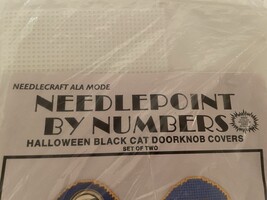 NEEDLECRAFT ALA MODE
NEEDLEPOINT
BY NUMBERS
HALLOWEEN BLACK CAT DOORKNOB COVERS
SET OF TWO